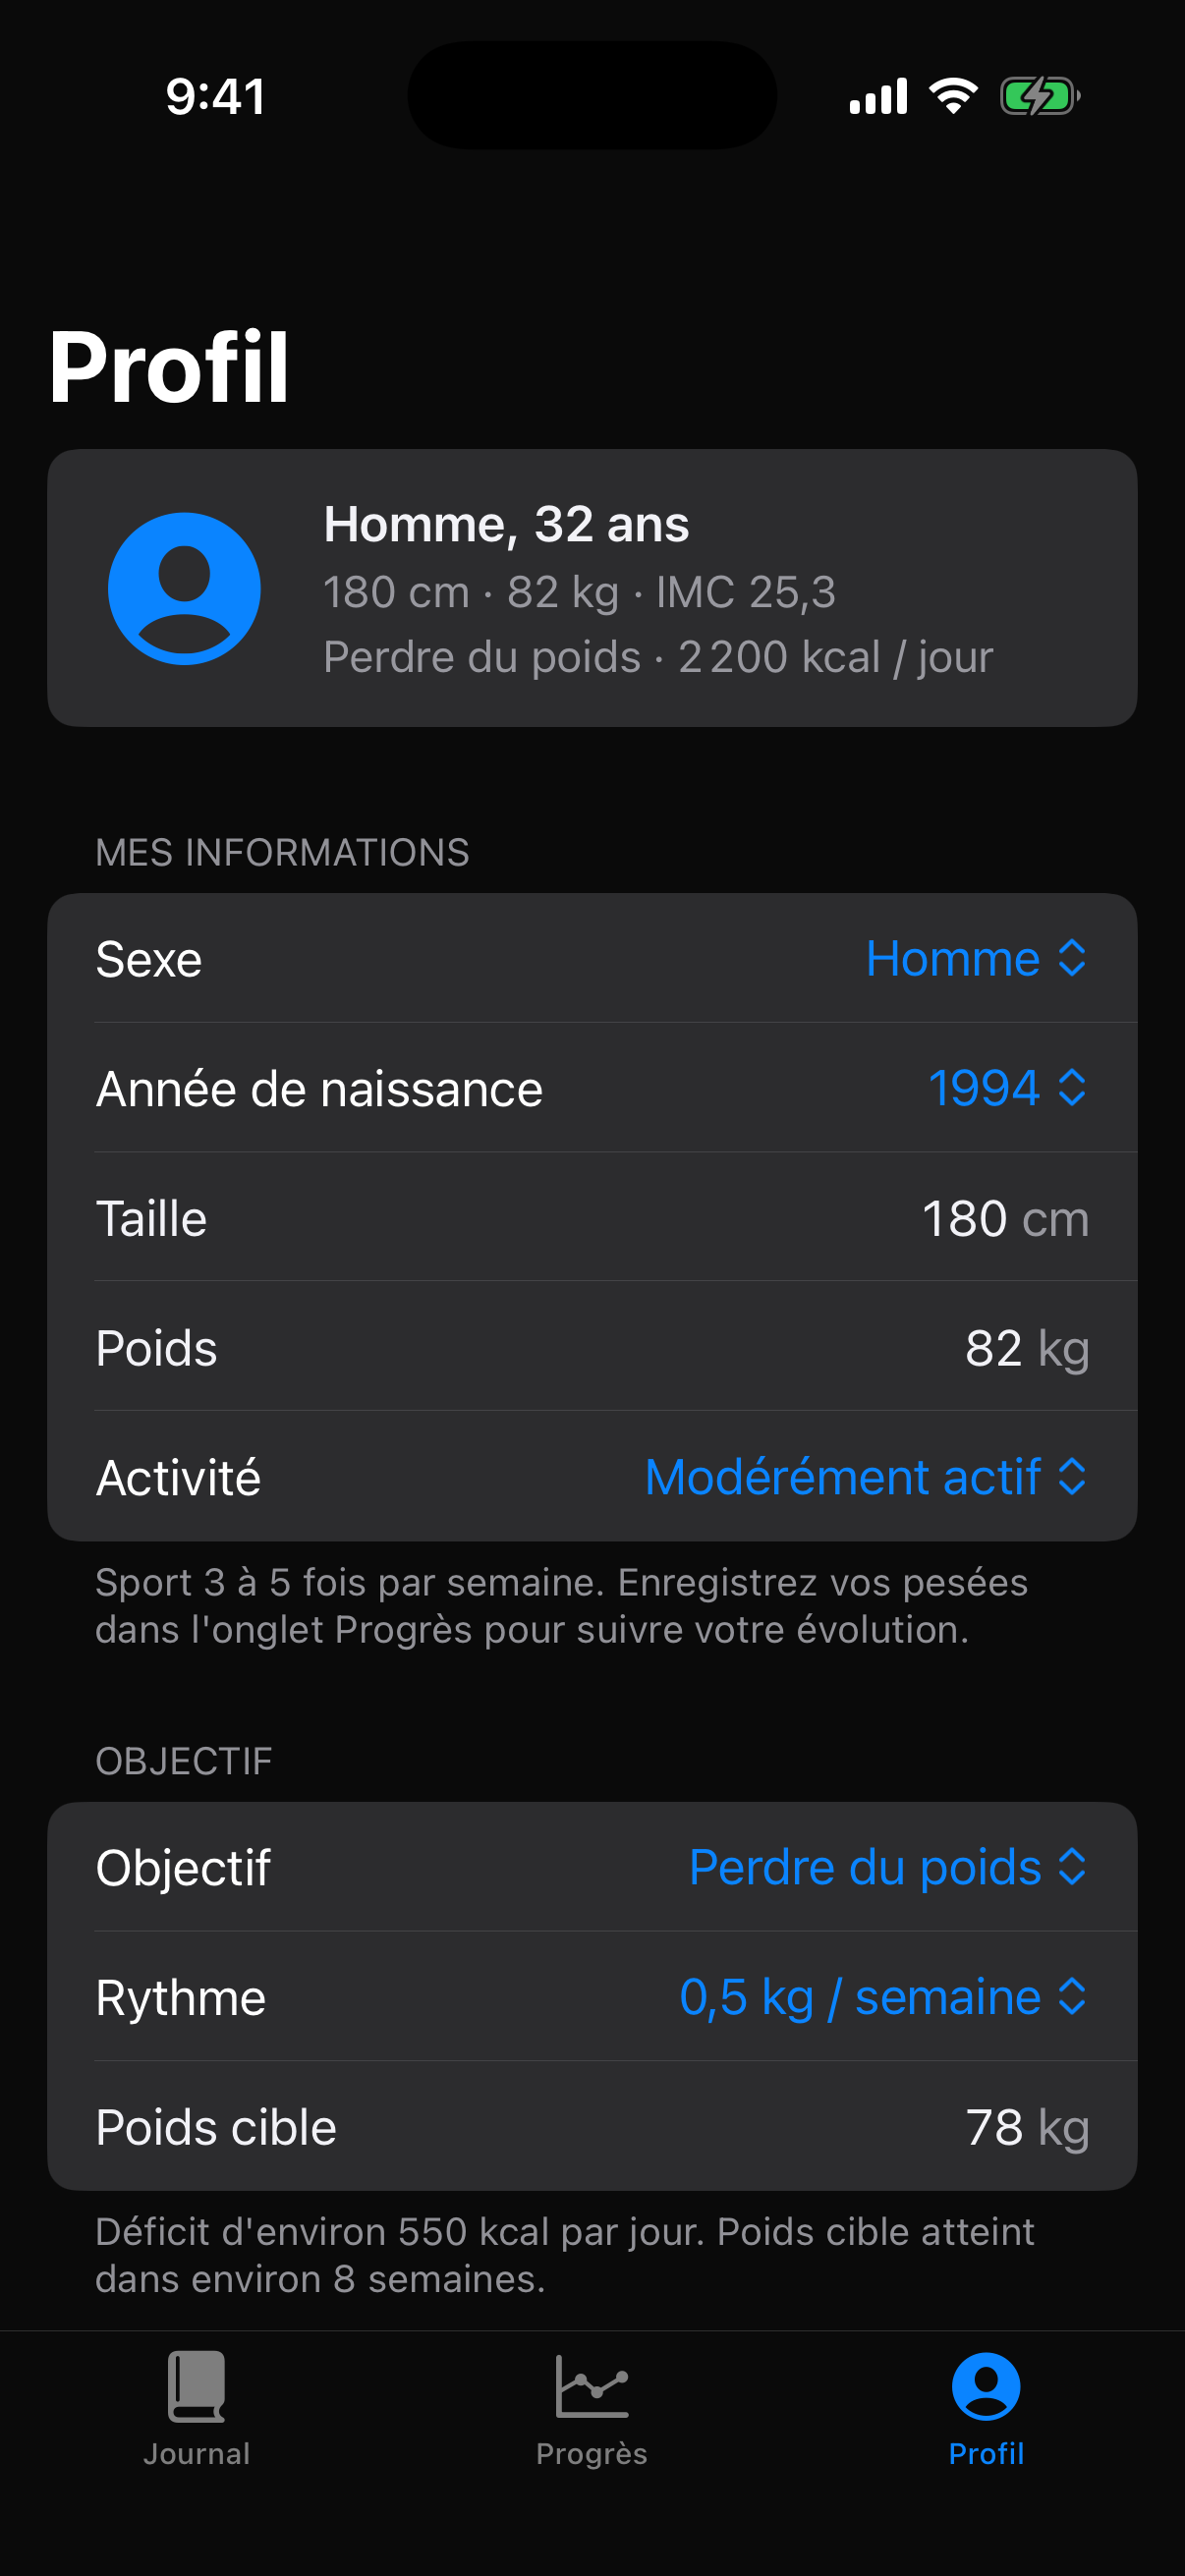 9:41
Profil
Homme, 32 ans
180 cm · 82 kg · IMC 25,3
Perdre du poids · 2 200 kcal / jour
MES INFORMATIONS
Sexe Homme
Année de naissance 1994
Taille 180 cm
Poids 82 kg
Activité Modérément actif
Sport 3 à 5 fois par semaine. Enregistrez vos pesées
dans l'onglet Progrès pour suivre votre évolution.
OBJECTIF
Objectif Perdre du poids
Rythme 0,5 kg / semaine
Poids cible 78 kg
Déficit d'environ 550 kcal par jour. Poids cible atteint
dans environ 8 semaines.
Journal Progrès Profil